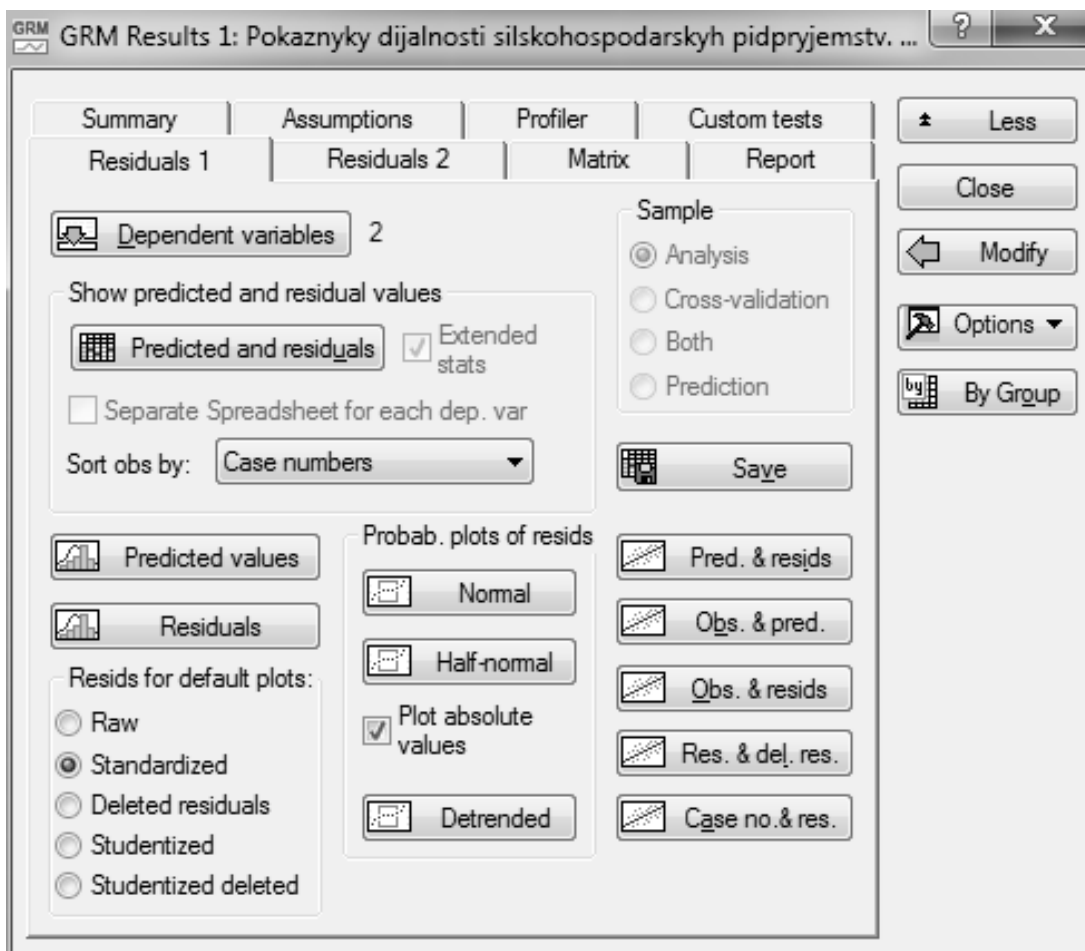 GRM GRM Results 1: Pokaznyky dijalnosti silskohospodarskyh pidpryjemstv. ... ? X
Summary Assumptions Profiler Custom tests
Residuals 1 Residuals 2 Matrix Report
Less
Close
Modify
Options
by By Group
Dependent variables 2
Show predicted and residual values
Predicted and residuals
Extended
stats
Separate Spreadsheet for each dep. var
Sort obs by: Case numbers
Sample
Analysis
Cross-validation
Both
Prediction
Save
Predicted values
Residuals
Resids for default plots:
Raw
Standardized
Deleted residuals
Studentized
Studentized deleted
Probab. plots of resids
Normal
Half-normal
Plot absolute
values
Detrended
Pred. & resids
Obs. & pred.
Obs. & resids
Res. & del. res.
Case no.& res.